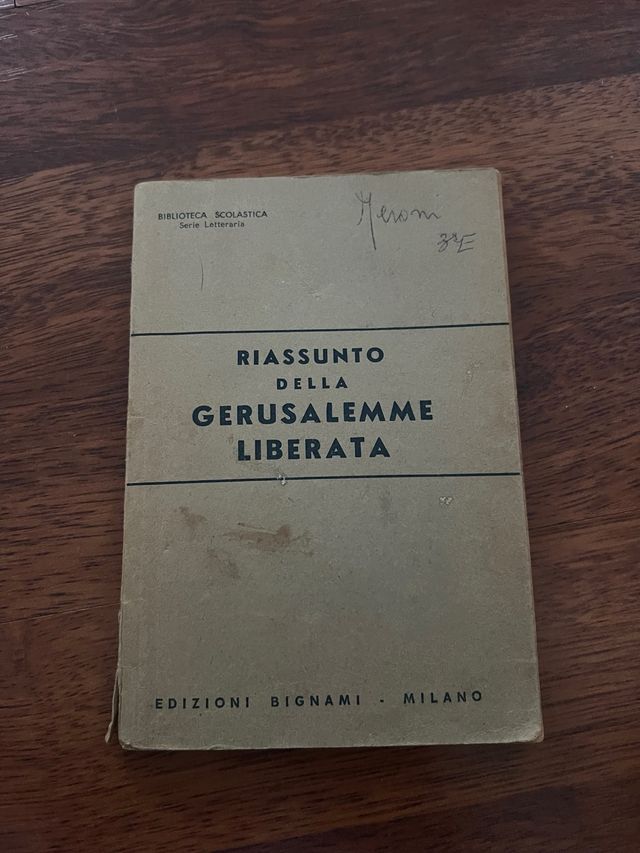 BIBLIOTECA SCOLASTICA
Serie Letteraria
Meroni
3ªE
RIASSUNTO
DELLA
GERUSALEMME
LIBERATA
EDIZIONI BIGNAMI - MILANO